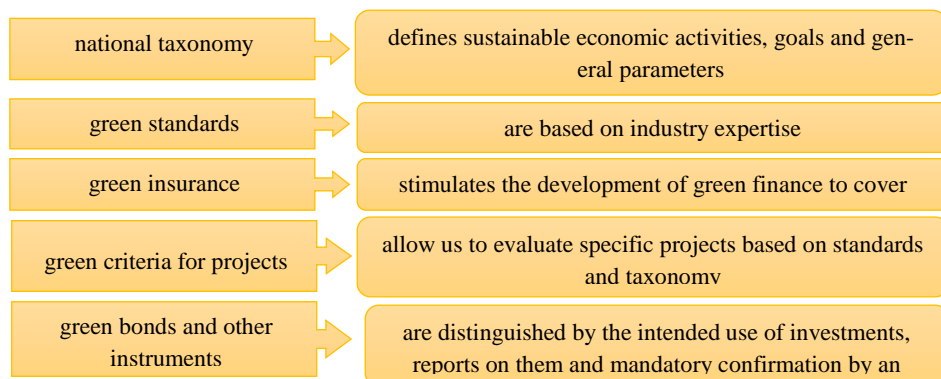 national taxonomy
defines sustainable economic activities, goals and gen-
eral parameters
green standards
are based on industry expertise
green insurance
stimulates the development of green finance to cover
green criteria for projects
allow us to evaluate specific projects based on standards
and taxonomy
green bonds and other
instruments
are distinguished by the intended use of investments,
reports on them and mandatory confirmation by an